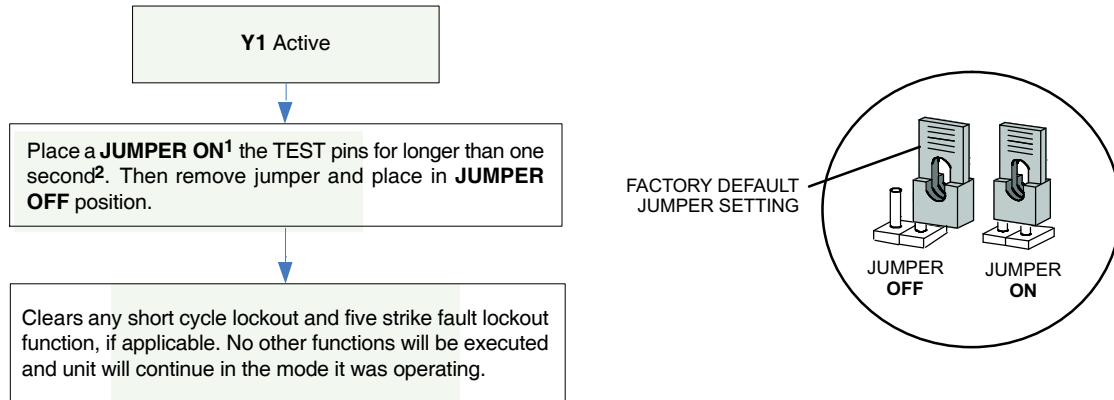 Y1 Active
Place a JUMPER ON1 the TEST pins for longer than one
second2. Then remove jumper and place in JUMPER
OFF position.
Clears any short cycle lockout and five strike fault lockout
function, if applicable. No other functions will be executed
and unit will continue in the mode it was operating.
FACTORY DEFAULT
JUMPER SETTING
JUMPER
OFF
JUMPER
ON